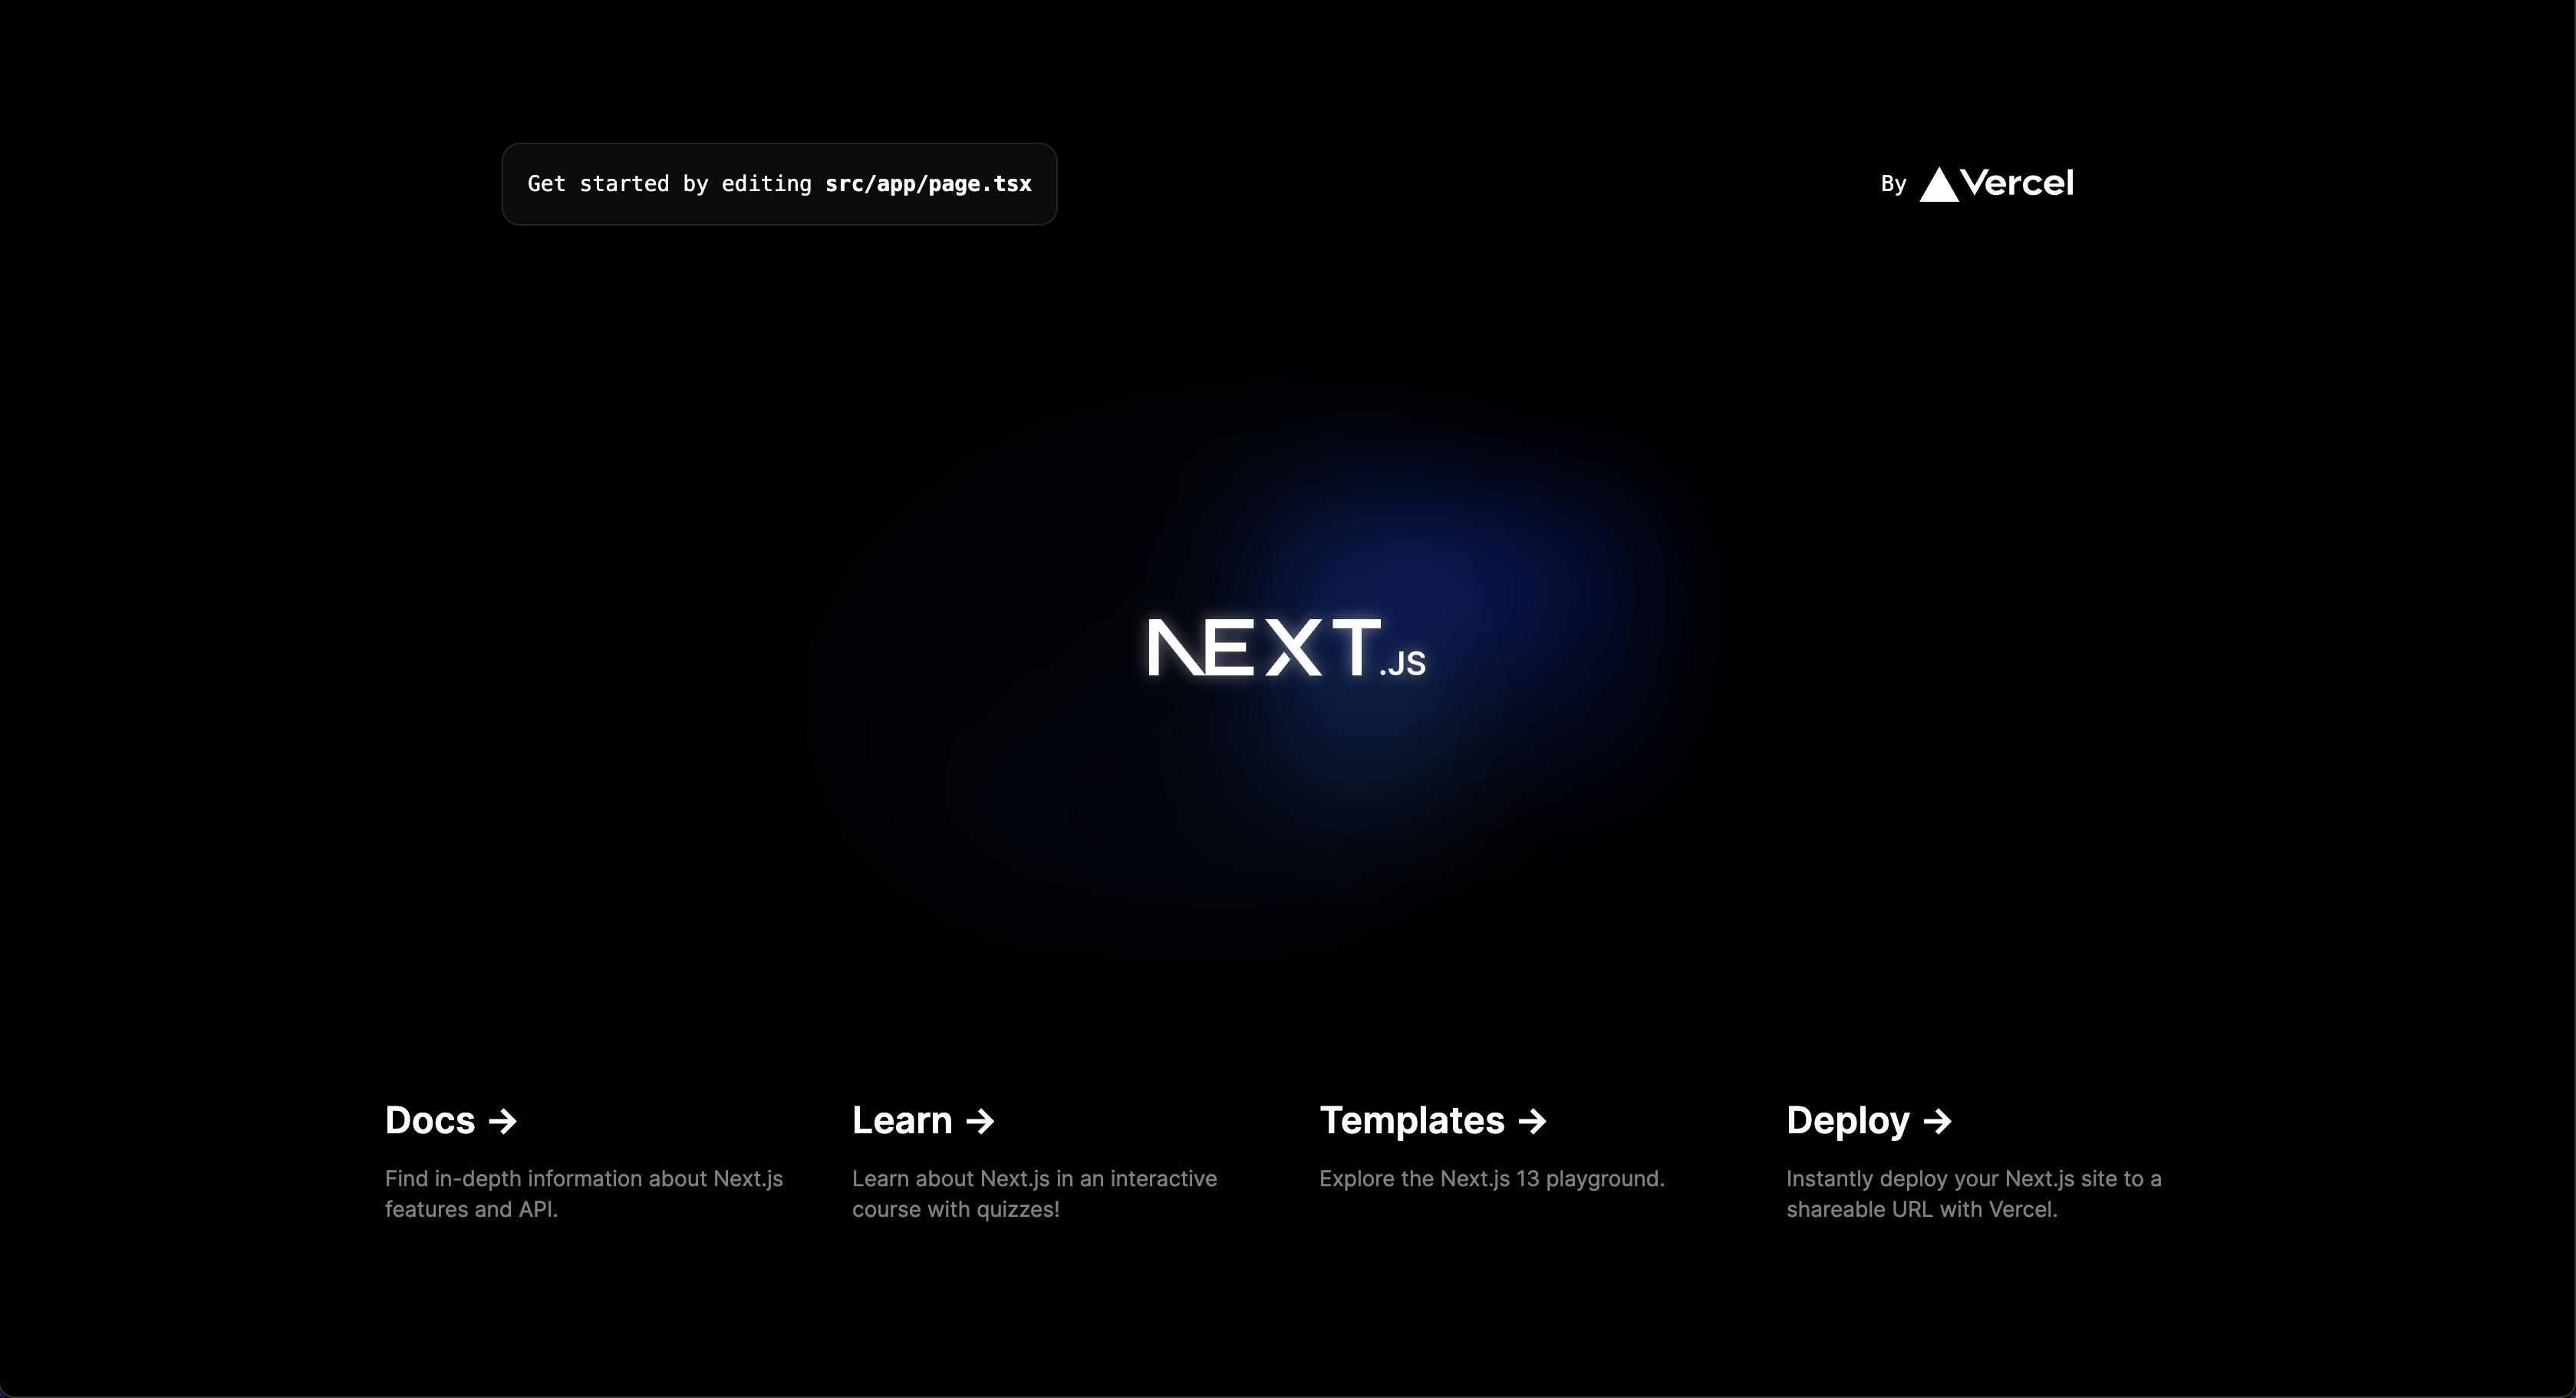 Get started by editing src/app/page.tsx
By Vercel
NEXT.JS
Docs →
Find in-depth information about Next.js
features and API.
Learn →
Learn about Next.js in an interactive
course with quizzes!
Templates →
Explore the Next.js 13 playground.
Deploy →
Instantly deploy your Next.js site to a
shareable URL with Vercel.